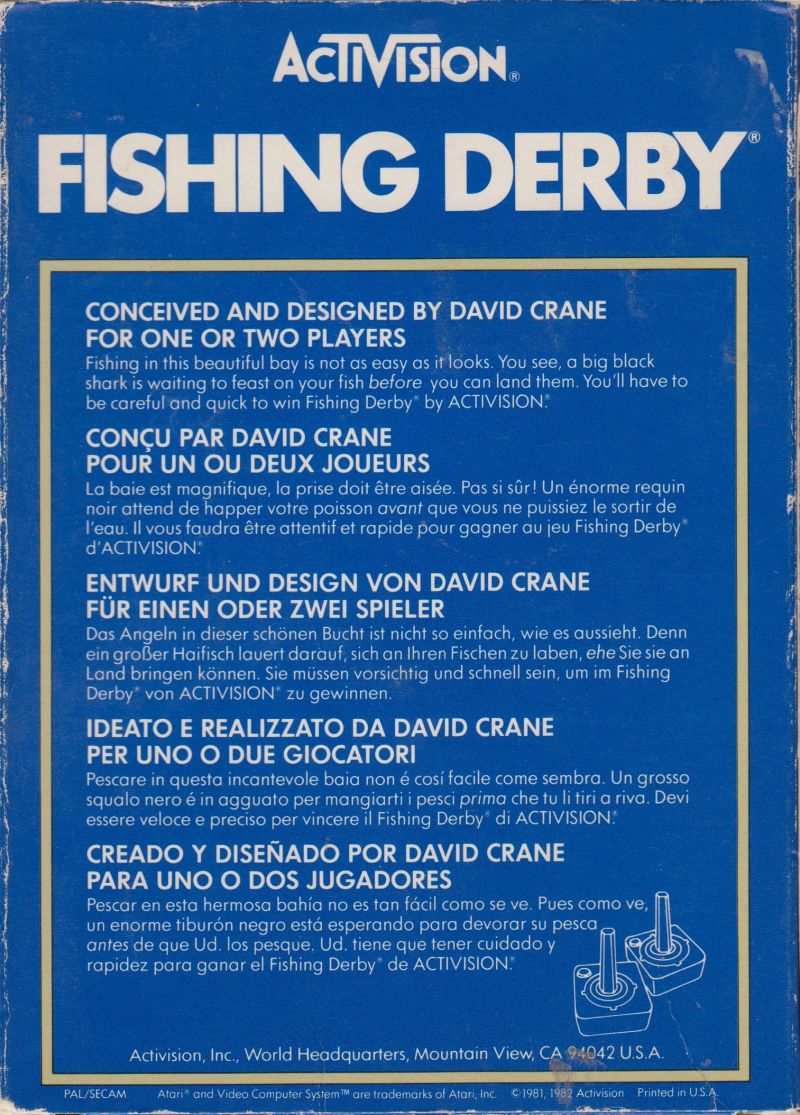 ACTIVISION®
FISHING DERBY®
CONCEIVED AND DESIGNED BY DAVID CRANE
FOR ONE OR TWO PLAYERS
Fishing in this beautiful bay is not as easy as it looks. You see, a big black
shark is waiting to feast on your fish before you can land them. You'll have to
be careful and quick to win Fishing Derby® by ACTIVISION.®
CONÇU PAR DAVID CRANE
POUR UN OU DEUX JOUEURS
La baie est magnifique, la prise doit être aisée. Pas si sûr! Un énorme requin
noir attend de happer votre poisson avant que vous ne puissiez le sortir de
l'eau. Il vous faudra être attentif et rapide pour gagner au jeu Fishing Derby®
d'ACTIVISION.®
ENTWURF UND DESIGN VON DAVID CRANE
FÜR EINEN ODER ZWEI SPIELER
Das Angeln in dieser schönen Bucht ist nicht so einfach, wie es aussieht. Denn
ein großer Haifisch lauert darauf, sich an Ihren Fischen zu laben, ehe Sie sie an
Land bringen können. Sie müssen vorsichtig und schnell sein, um im Fishing
Derby® von ACTIVISION® zu gewinnen.
IDEATO E REALIZZATO DA DAVID CRANE
PER UNO O DUE GIOCATORI
Pescare in questa incantevole baia non é cosí facile come sembra. Un grosso
squalo nero é in agguato per mangiarti i pesci prima che tu li tiri a riva. Devi
essere veloce e preciso per vincere il Fishing Derby® di ACTIVISION.®
CREADO Y DISEÑADO POR DAVID CRANE
PARA UNO O DOS JUGADORES
Pescar en esta hermosa bahía no es tan fácil como se ve. Pues como ve,
un enorme tiburón negro está esperando para devorar su pesca
antes de que Ud. los pesque. Ud. tiene que tener cuidado y
rapidez para ganar el Fishing Derby® de ACTIVISION.®
Activision, Inc., World Headquarters, Mountain View, CA 94042 U.S.A.
PAL/SECAM Atari® and Video Computer System™ are trademarks of Atari, Inc. ©1981, 1982 Activision Printed in U.S.A.